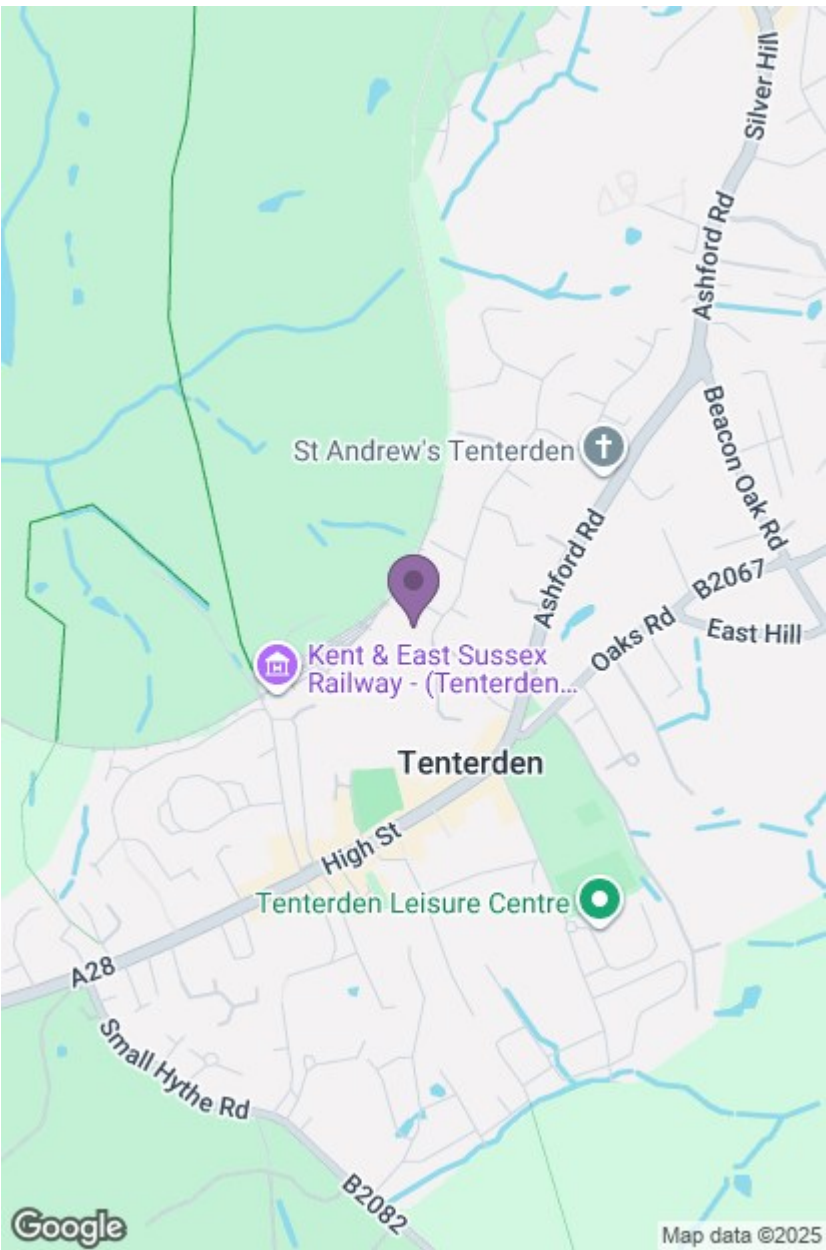 Silver Hill
Ashford Rd
St Andrew's Tenterden
Beacon Oak Rd
Ashford Rd
B2067
Oaks Rd
East Hill
Kent & East Sussex
Railway - (Tenterden...
Tenterden
High St
Tenterden Leisure Centre
A28
Small Hythe Rd
B2082
Google
Map data ©2025